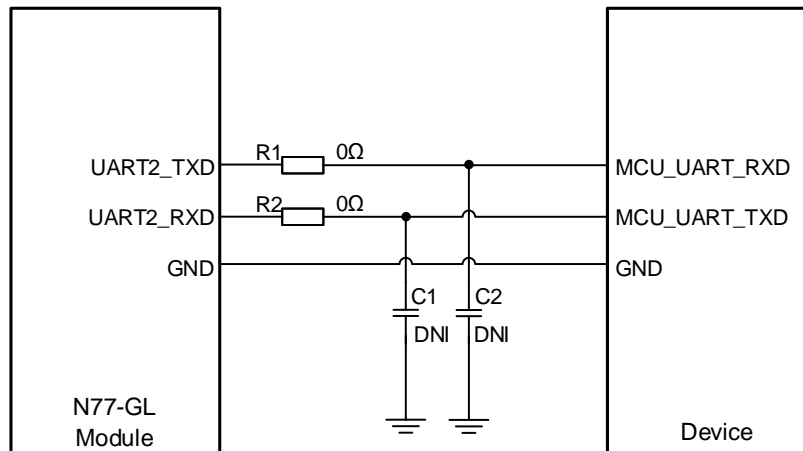 R1 0Ω
UART2_TXD MCU_UART_RXD
R2 0Ω
UART2_RXD MCU_UART_TXD
GND GND
C1 C2
DNI DNI
N77-GL
Module
Device